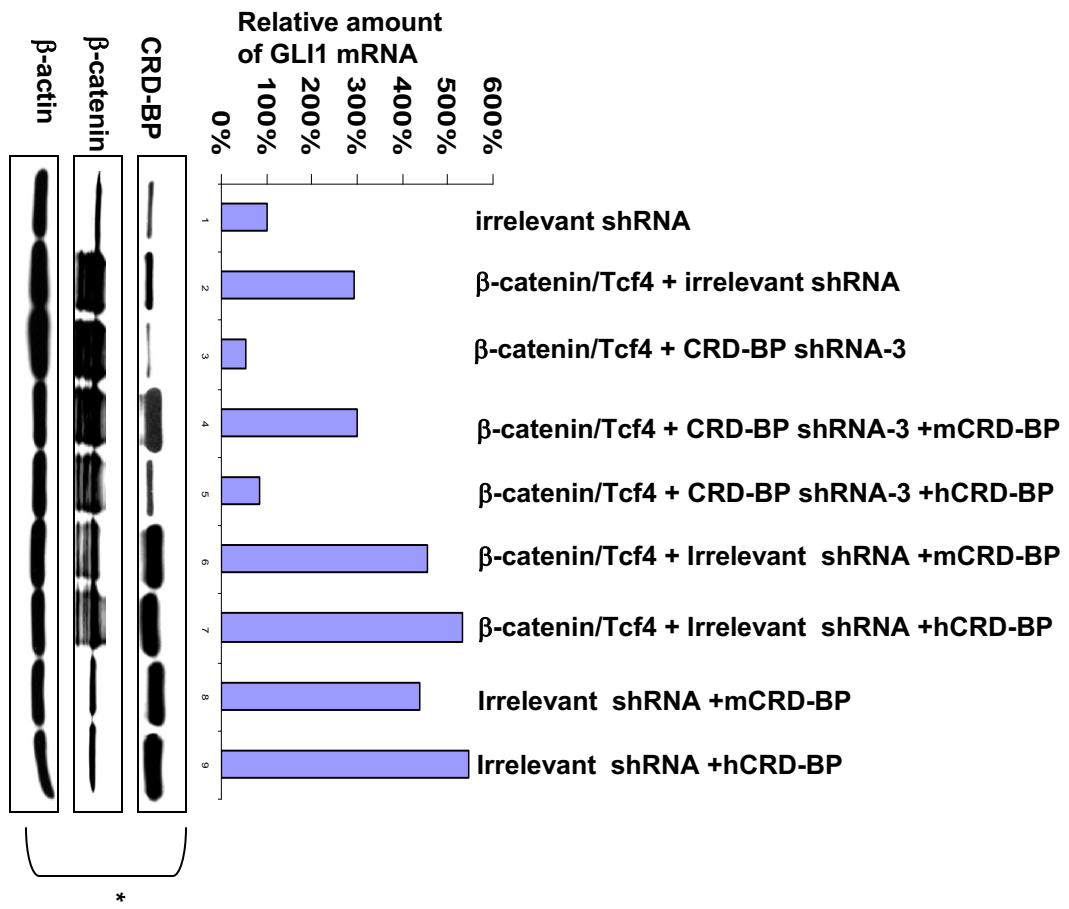 Relative amount
of GLI1 mRNA
0%
100%
200%
300%
400%
500%
600%
CRD-BP
β-catenin
β-actin
1
2
3
4
5
6
7
8
9
irrelevant shRNA
β-catenin/Tcf4 + irrelevant shRNA
β-catenin/Tcf4 + CRD-BP shRNA-3
β-catenin/Tcf4 + CRD-BP shRNA-3 +mCRD-BP
β-catenin/Tcf4 + CRD-BP shRNA-3 +hCRD-BP
β-catenin/Tcf4 + Irrelevant shRNA +mCRD-BP
β-catenin/Tcf4 + Irrelevant shRNA +hCRD-BP
Irrelevant shRNA +mCRD-BP
Irrelevant shRNA +hCRD-BP
*